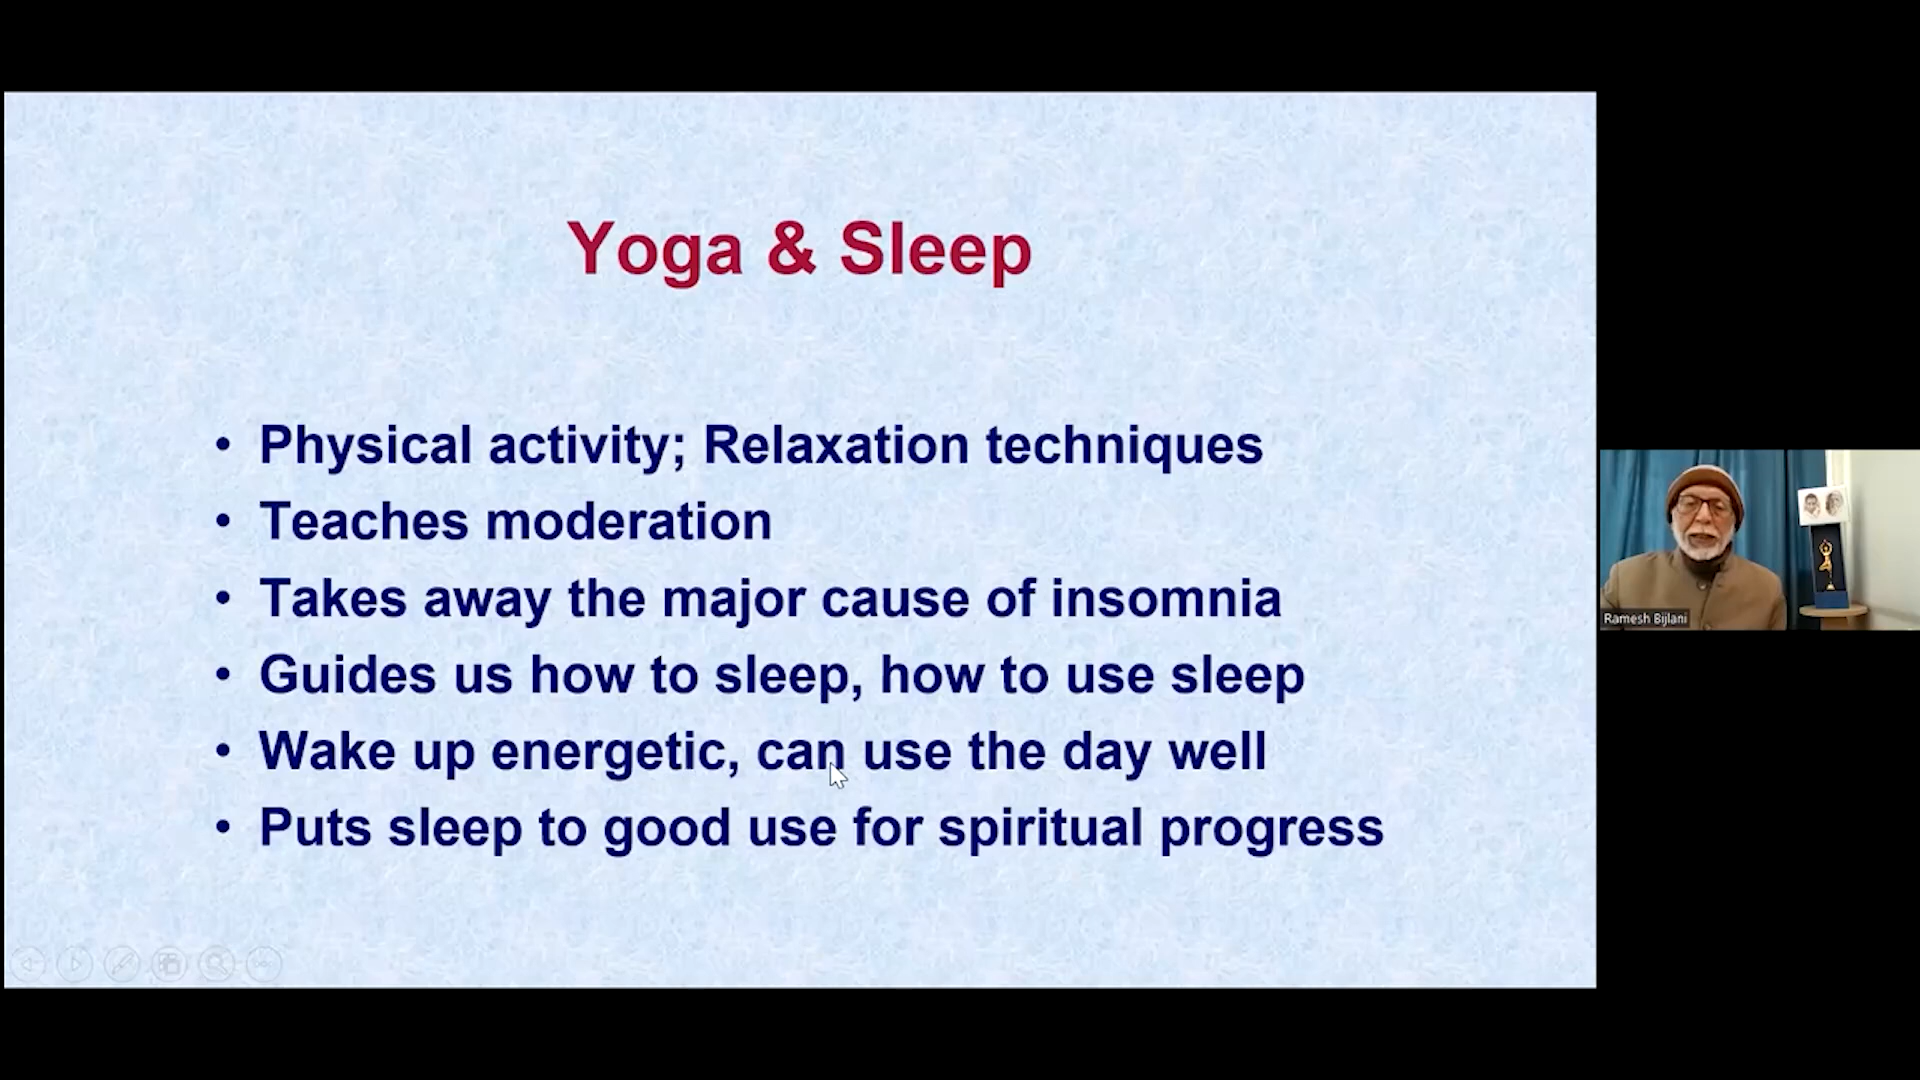 Yoga & Sleep
• Physical activity; Relaxation techniques
• Teaches moderation
• Takes away the major cause of insomnia
• Guides us how to sleep, how to use sleep
• Wake up energetic, can use the day well
• Puts sleep to good use for spiritual progress
Ramesh Bijlani